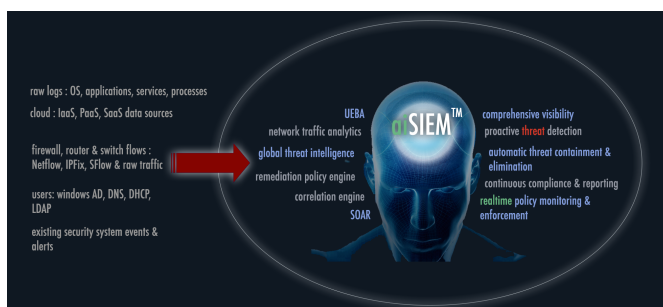 raw logs : OS, applications, services, processes
cloud : IaaS, PaaS, SaaS data sources
firewall, router & switch flows :
Netflow, IPFix, SFlow & raw traffic
users: windows AD, DNS, DHCP,
LDAP
existing security system events &
alerts
UEBA
network traffic analytics
global threat intelligence
remediation policy engine
correlation engine
SOAR
aiSIEM™
comprehensive visibility
proactive threat detection
automatic threat containment &
elimination
continuous compliance & reporting
realtime policy monitoring &
enforcement